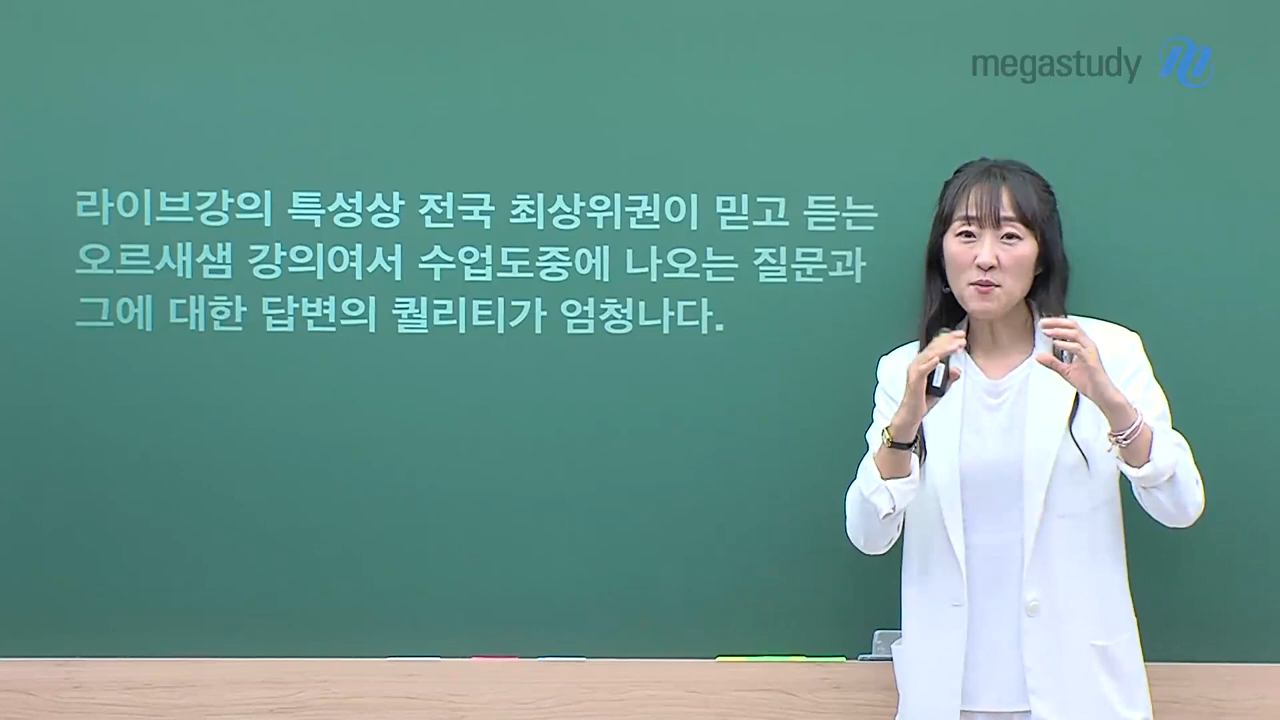 megastudy
라이브강의 특성상 전국 최상위권이 믿고 듣는
오르새샘 강의여서 수업도중에 나오는 질문과
그에 대한 답변의 퀄리티가 엄청나다.